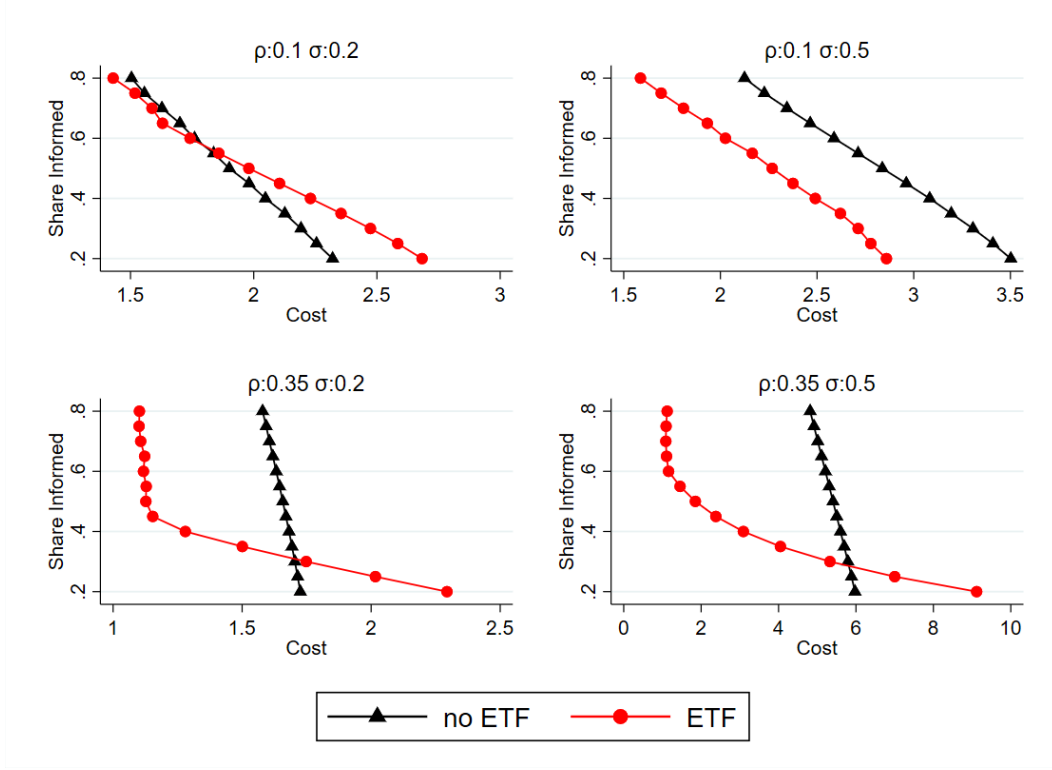 ρ:0.1 σ:0.2
Share Informed
.8
.6
.4
.2
1.5 2 2.5 3
Cost
ρ:0.1 σ:0.5
Share Informed
.8
.6
.4
.2
1.5 2 2.5 3 3.5
Cost
ρ:0.35 σ:0.2
Share Informed
.8
.6
.4
.2
1 1.5 2 2.5
Cost
ρ:0.35 σ:0.5
Share Informed
.8
.6
.4
.2
0 2 4 6 8 10
Cost
no ETF ETF